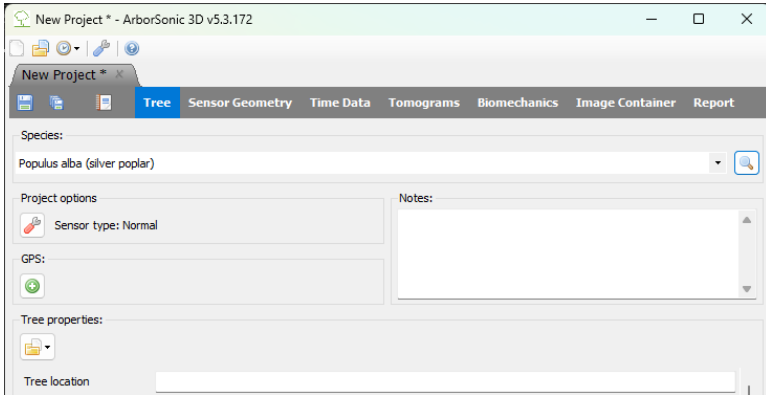 New Project * - ArborSonic 3D v5.3.172
New Project *
Tree Sensor Geometry Time Data Tomograms Biomechanics Image Container Report
Species:
Populus alba (silver poplar)
Project options
Sensor type: Normal
Notes:
GPS:
Tree properties:
Tree location